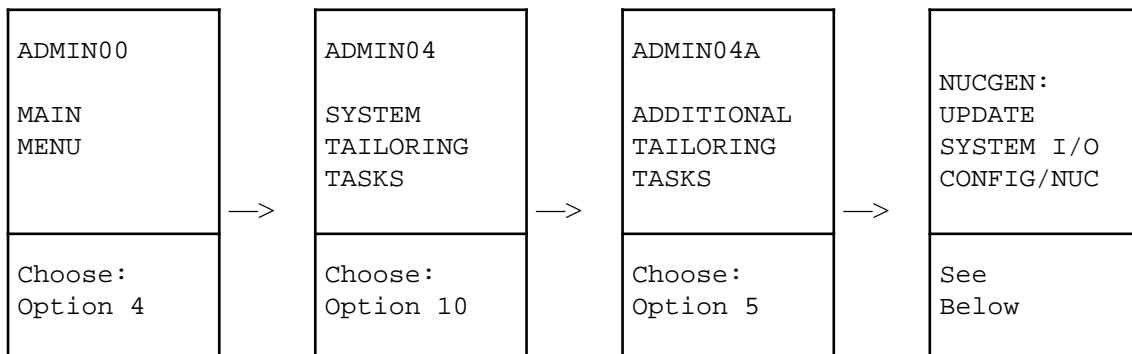 ADMIN00
MAIN
MENU
Choose:
Option 4
—>
ADMIN04
SYSTEM
TAILORING
TASKS
Choose:
Option 10
—>
ADMIN04A
ADDITIONAL
TAILORING
TASKS
Choose:
Option 5
—>
NUCGEN:
UPDATE
SYSTEM I/O
CONFIG/NUC
See
Below